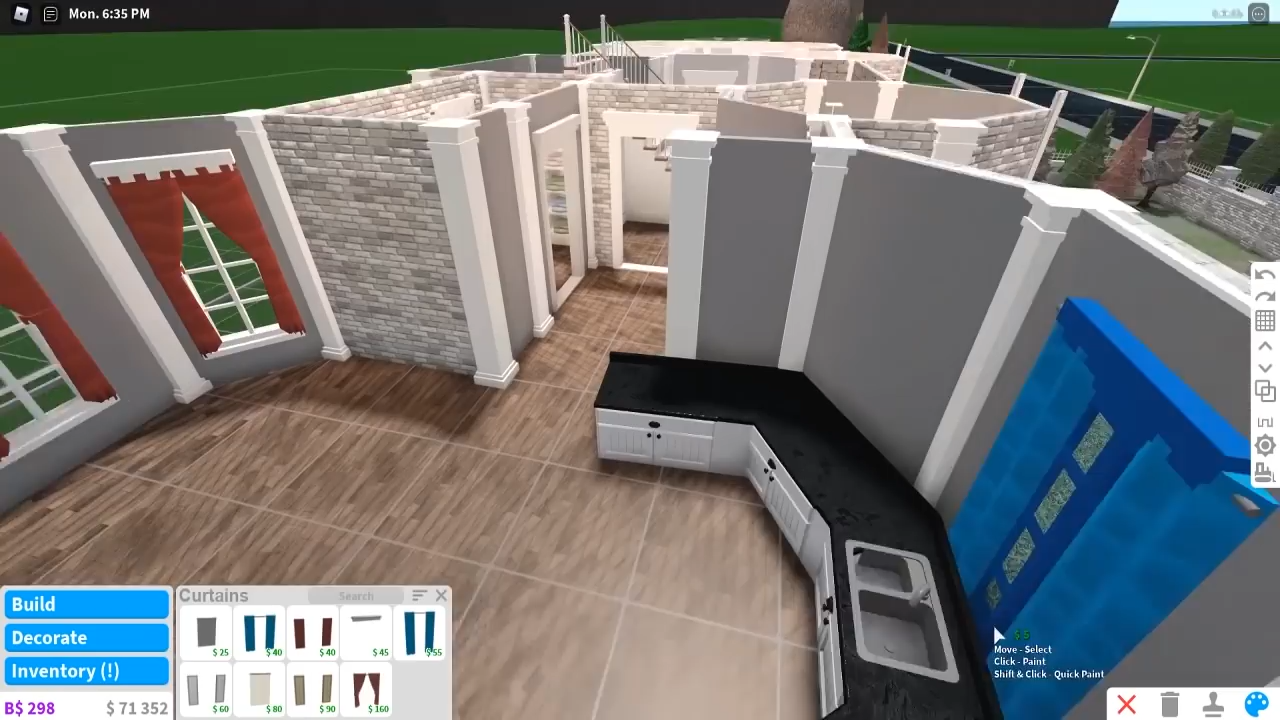 Mon. 6:35 PM
$ 5
Move - Select
Click - Paint
Shift & Click - Quick Paint
Build
Decorate
Inventory (!)
B$ 298
$ 71 352
Curtains
Search
$ 25
$ 40
$ 40
$ 45
$ 55
$ 60
$ 80
$ 90
$ 160